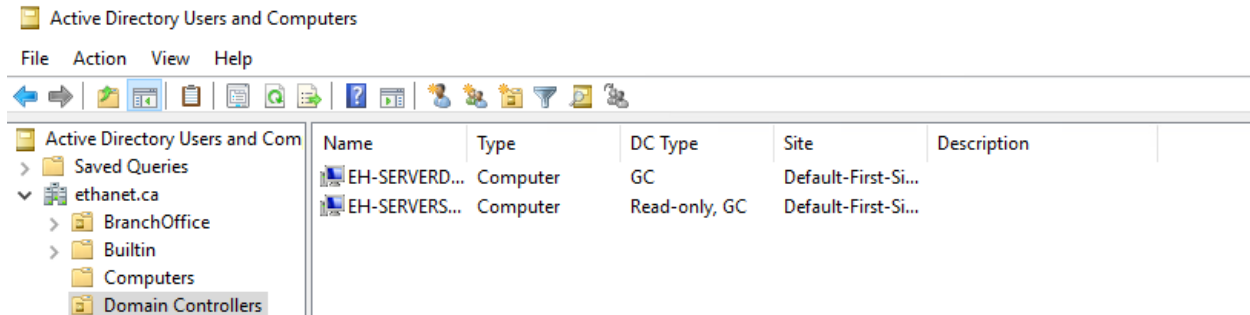 Active Directory Users and Computers
File Action View Help
Active Directory Users and Com
Saved Queries
ethanet.ca
BranchOffice
Builtin
Computers
Domain Controllers
Name Type DC Type Site Description
EH-SERVERD... Computer GC Default-First-Si...
EH-SERVERS... Computer Read-only, GC Default-First-Si...